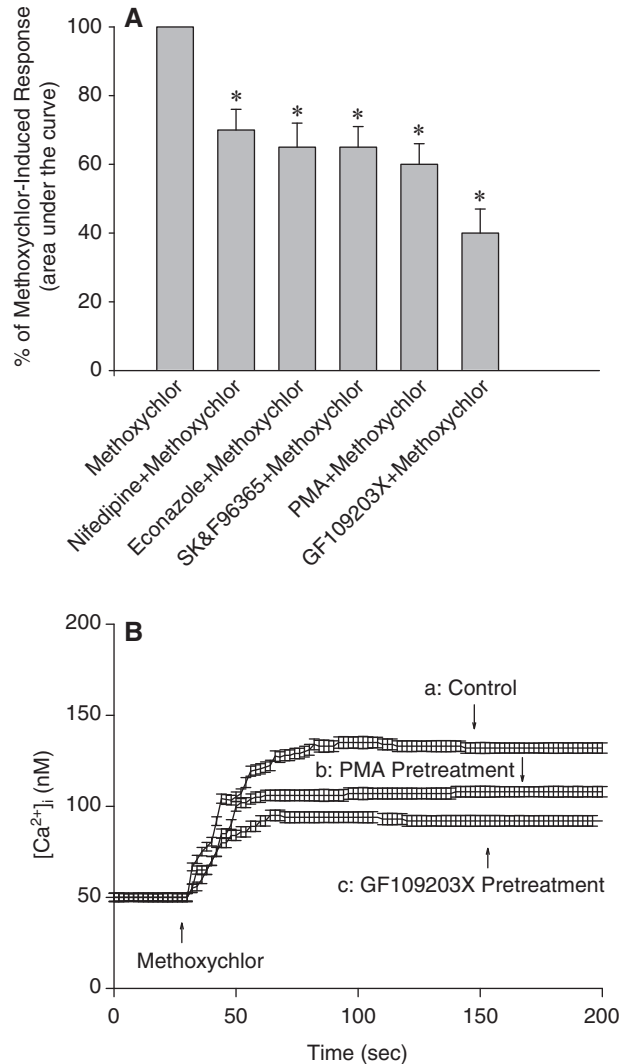 A
% of Methoxychlor-Induced Response
(area under the curve)
100
80
60
40
20
0
*
*
*
*
*
Methoxychlor
Nifedipine+Methoxychlor
Econazole+Methoxychlor
SK&F96365+Methoxychlor
PMA+Methoxychlor
GF109203X+Methoxychlor
B
[Ca²⁺]ᵢ (nM)
200
150
100
50
0
a: Control
b: PMA Pretreatment
c: GF109203X Pretreatment
Methoxychlor
0
50
100
150
200
Time (sec)